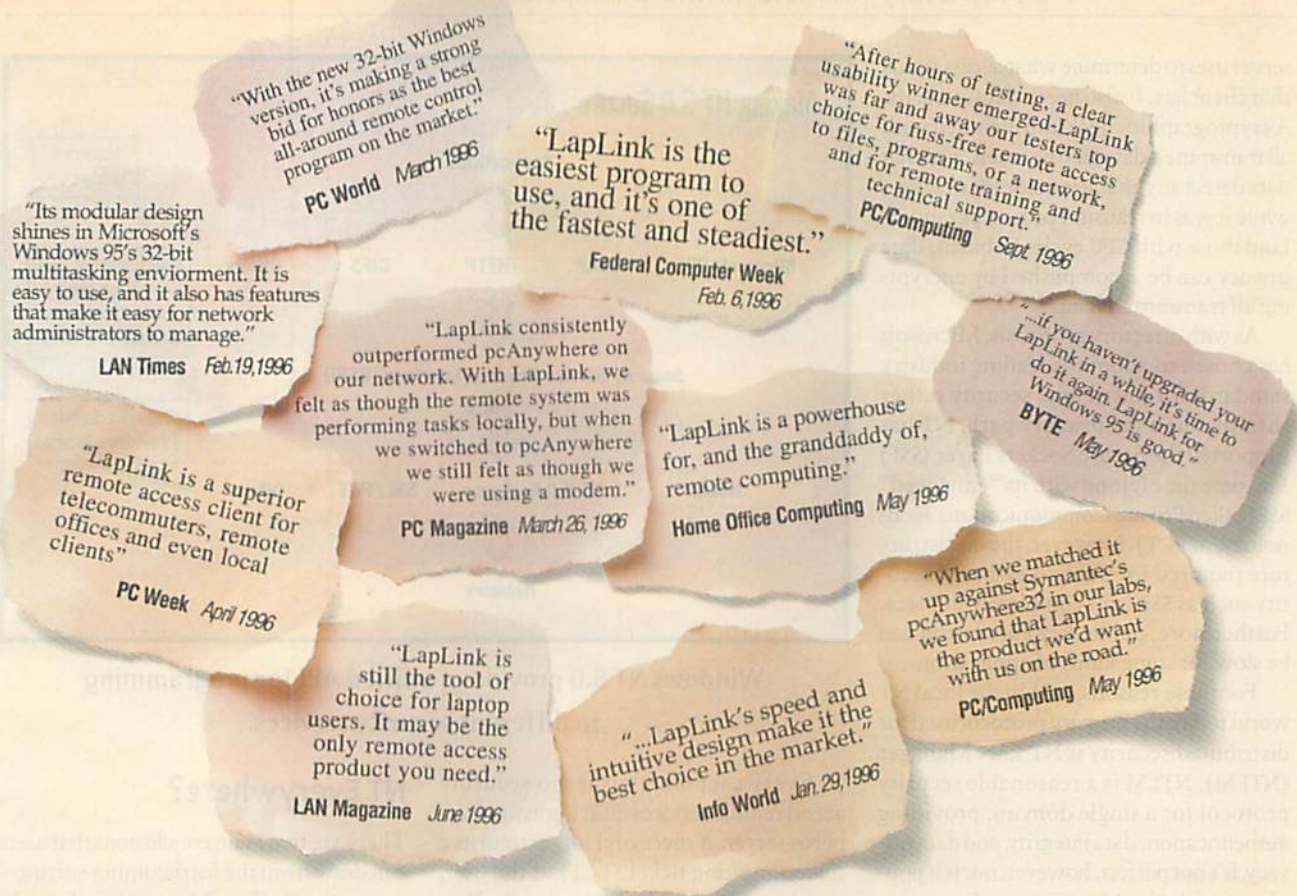 "With the new 32-bit Windows
version, it's making a strong
bid for honors as the best
all-around remote control
program on the market."
PC World March 1996
"After hours of testing, a clear
usability winner emerged-LapLink
was far and away our testers top
choice for fuss-free remote access
to files, programs, or a network,
and for remote training and
technical support."
PC/Computing Sept. 1996
"LapLink is the
easiest program to
use, and it's one of
the fastest and steadiest."
Federal Computer Week
Feb. 6,1996
"Its modular design
shines in Microsoft's
Windows 95's 32-bit
multitasking enviorment. It is
easy to use, and it also has features
that make it easy for network
administrators to manage."
LAN Times Feb.19,1996
"LapLink consistently
outperformed pcAnywhere on
our network. With LapLink, we
felt as though the remote system was
performing tasks locally, but when
we switched to pcAnywhere
we still felt as though we
were using a modem."
PC Magazine March 26, 1996
"...if you haven't upgraded your
LapLink in a while, it's time to
do it again. LapLink for
Windows 95 is good."
BYTE May 1996
"LapLink is a powerhouse
for, and the granddaddy of,
remote computing."
Home Office Computing May 1996
"LapLink is a superior
remote access client for
telecommuters, remote
offices and even local
clients"
PC Week April 1996
"When we matched it
up against Symantec's
pcAnywhere32 in our labs,
we found that LapLink is
the product we'd want
with us on the road."
PC/Computing May 1996
"LapLink is
still the tool of
choice for laptop
users. It may be the
only remote access
product you need."
LAN Magazine June 1996
"...LapLink's speed and
intuitive design make it the
best choice in the market."
Info World Jan.29,1996